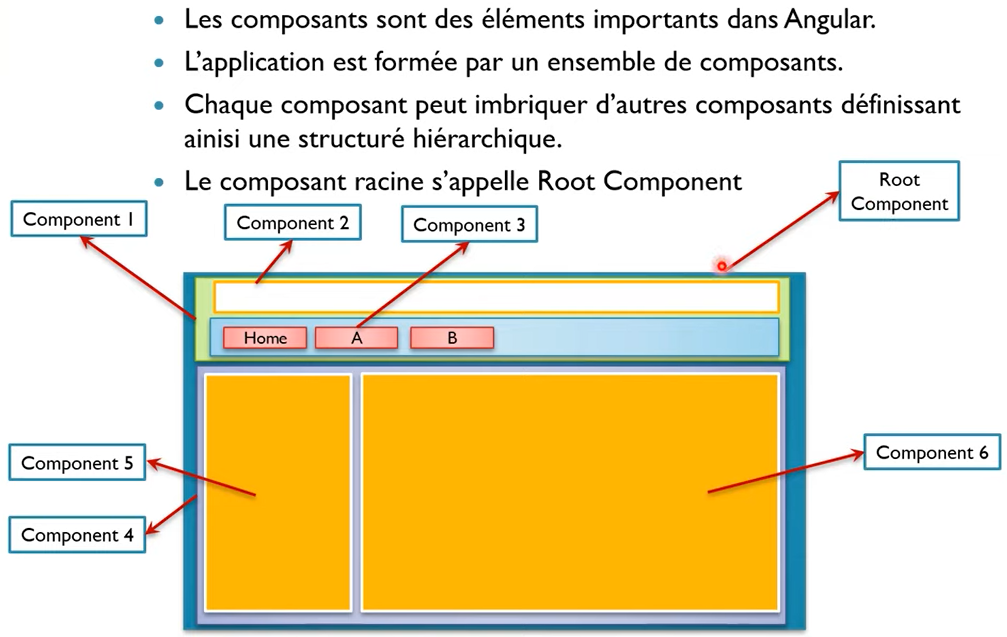 Les composants sont des éléments importants dans Angular.
L’application est formée par un ensemble de composants.
Chaque composant peut imbriquer d’autres composants définissant
ainisi une structuré hiérarchique.
Le composant racine s’appelle Root Component
Root
Component
Component 1
Component 2
Component 3
Home
A
B
Component 5
Component 6
Component 4